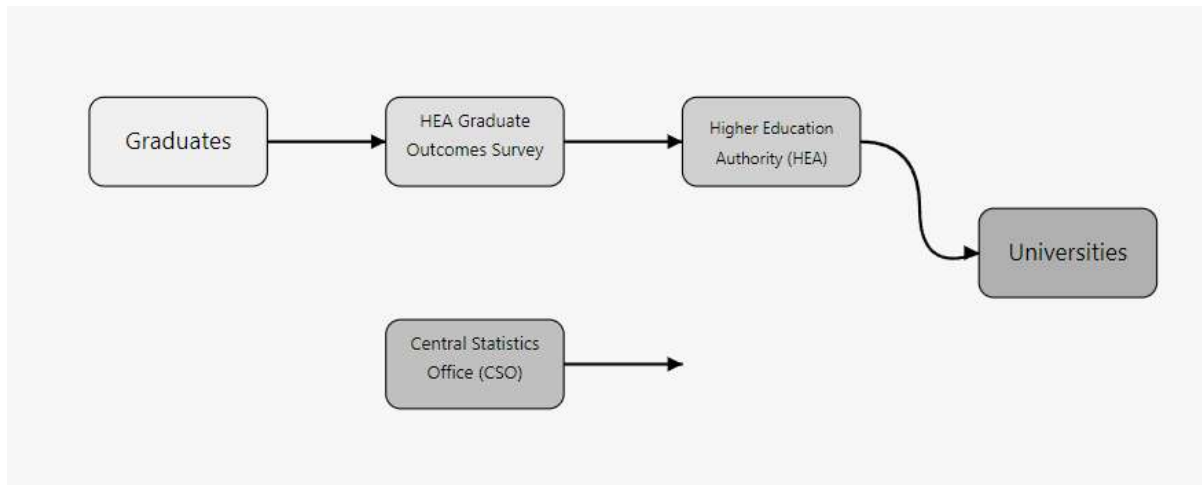 Graduates
HEA Graduate
Outcomes Survey
Higher Education
Authority (HEA)
Universities
Central Statistics
Office (CSO)